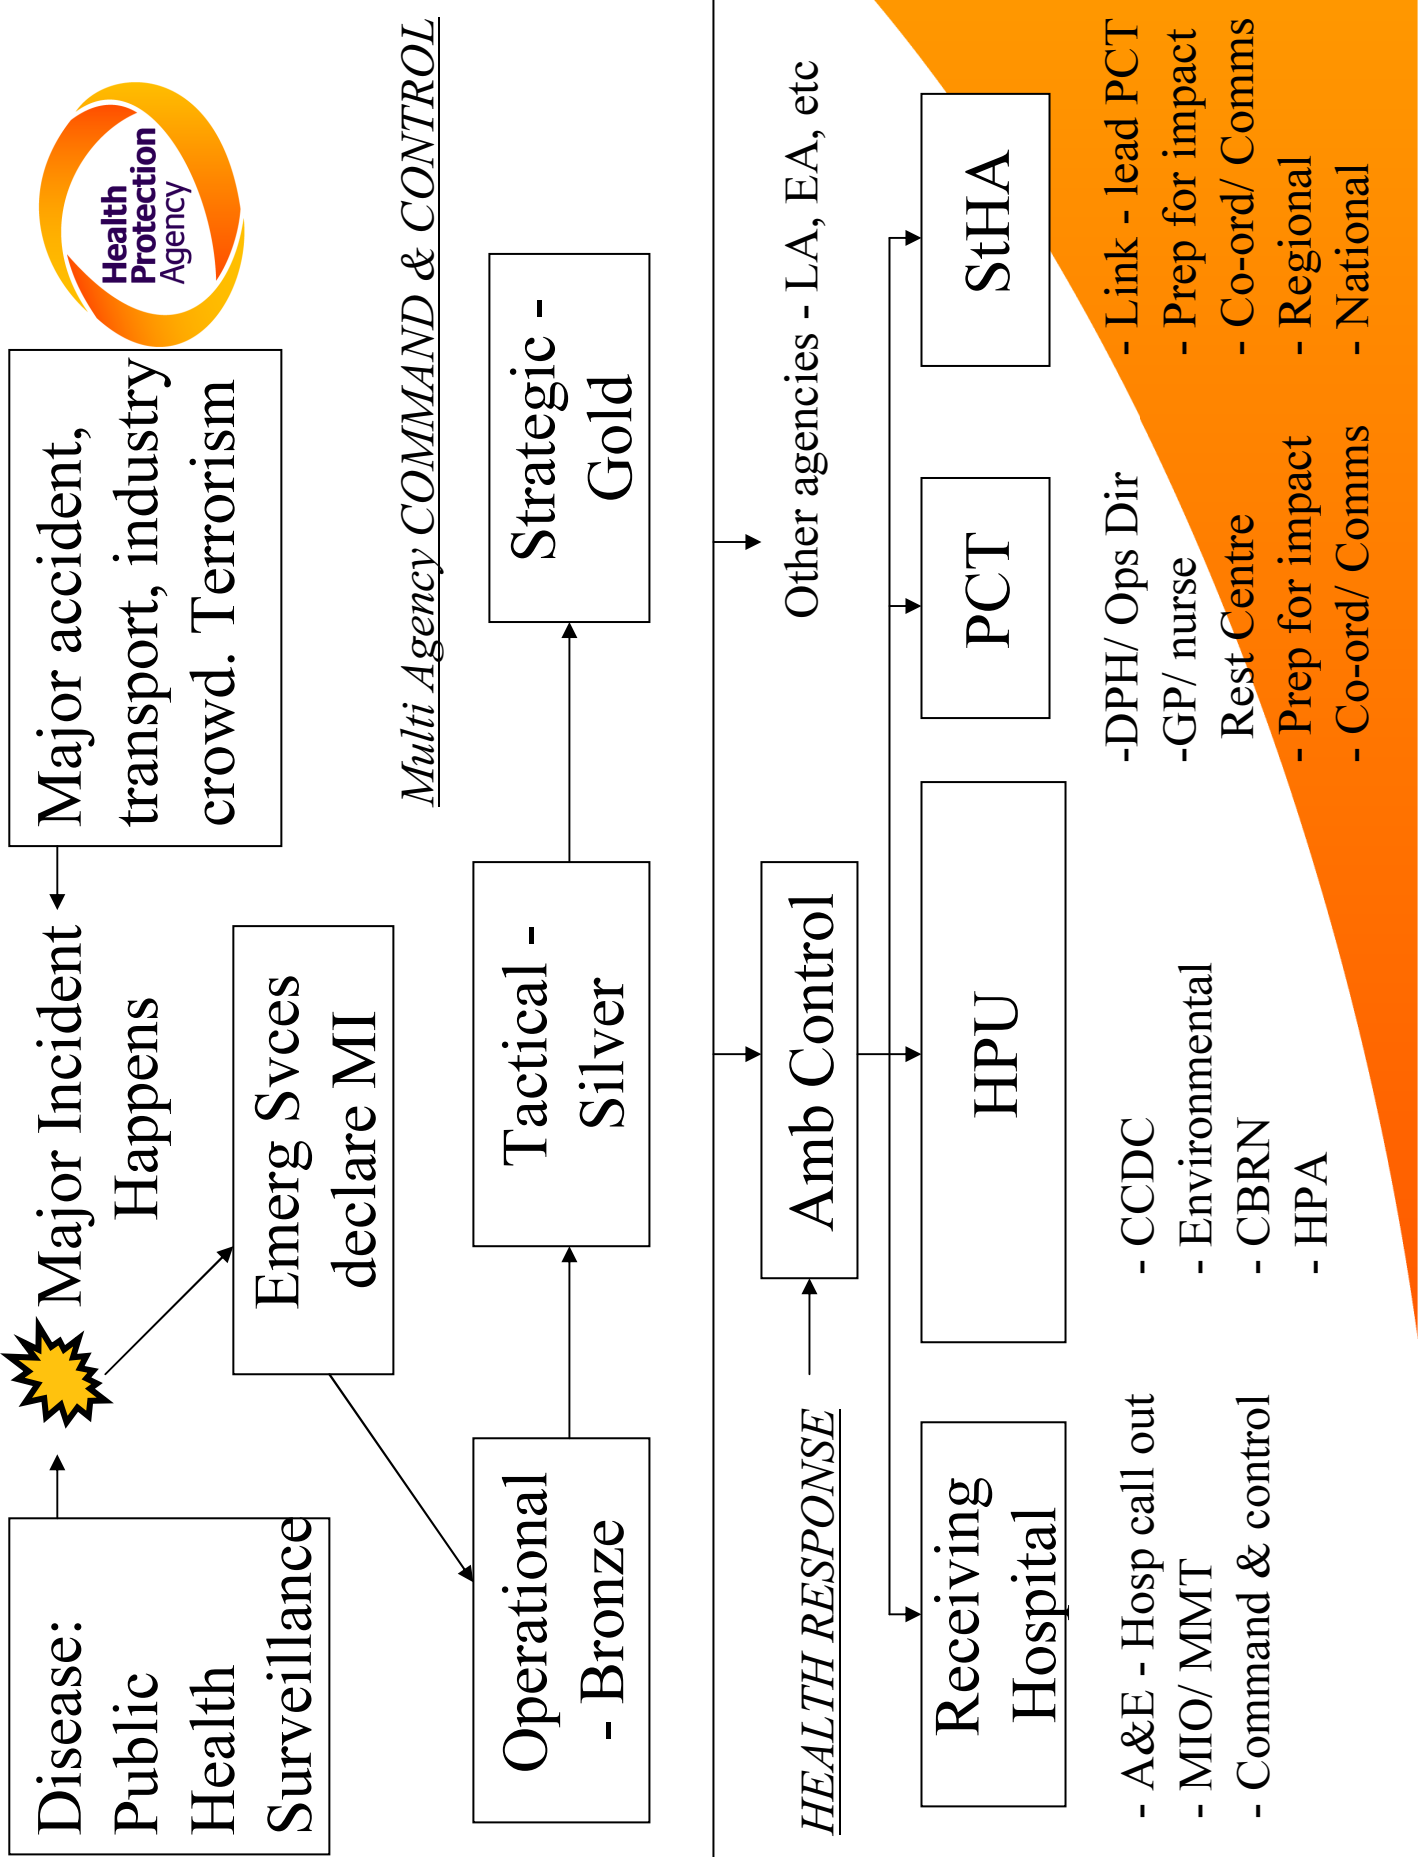 Disease:
Public
Health
Surveillance
Major Incident
Happens
Major accident,
transport, industry
crowd. Terrorism
Health
Protection
Agency
Emerg Svces
declare MI
Multi Agency COMMAND & CONTROL
Operational
- Bronze
Tactical -
Silver
Strategic -
Gold
HEALTH RESPONSE
Amb Control
Other agencies - LA, EA, etc
Receiving
Hospital
HPU
PCT
StHA
- A&E - Hosp call out
- MIO/ MMT
- Command & control
- CCDC
- Environmental
- CBRN
- HPA
-DPH/ Ops Dir
-GP/ nurse
Rest Centre
- Prep for impact
- Co-ord/ Comms
- Link - lead PCT
- Prep for impact
- Co-ord/ Comms
- Regional
- National